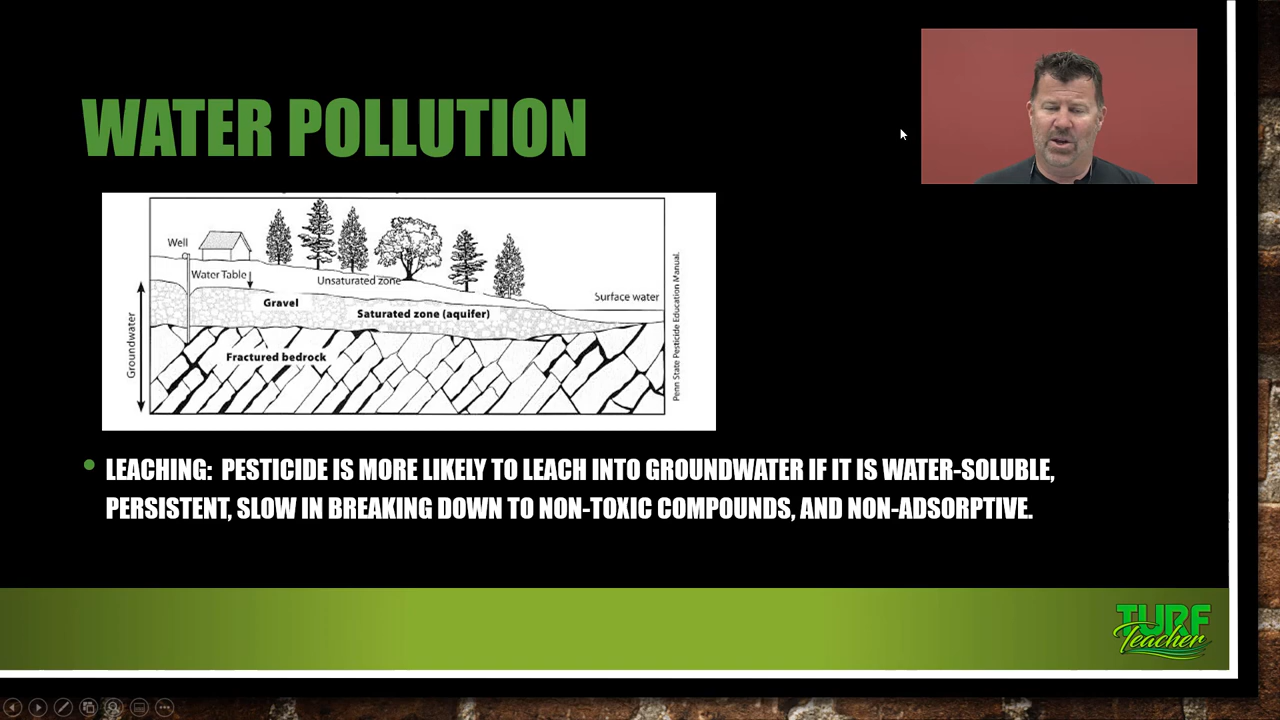 WATER POLLUTION
Well
Water Table
Unsaturated zone
Gravel
Surface water
Saturated zone (aquifer)
Groundwater
Fractured bedrock
Penn State Pesticide Education Manual.
LEACHING: PESTICIDE IS MORE LIKELY TO LEACH INTO GROUNDWATER IF IT IS WATER-SOLUBLE,
PERSISTENT, SLOW IN BREAKING DOWN TO NON-TOXIC COMPOUNDS, AND NON-ADSORPTIVE.
TURF
Teacher